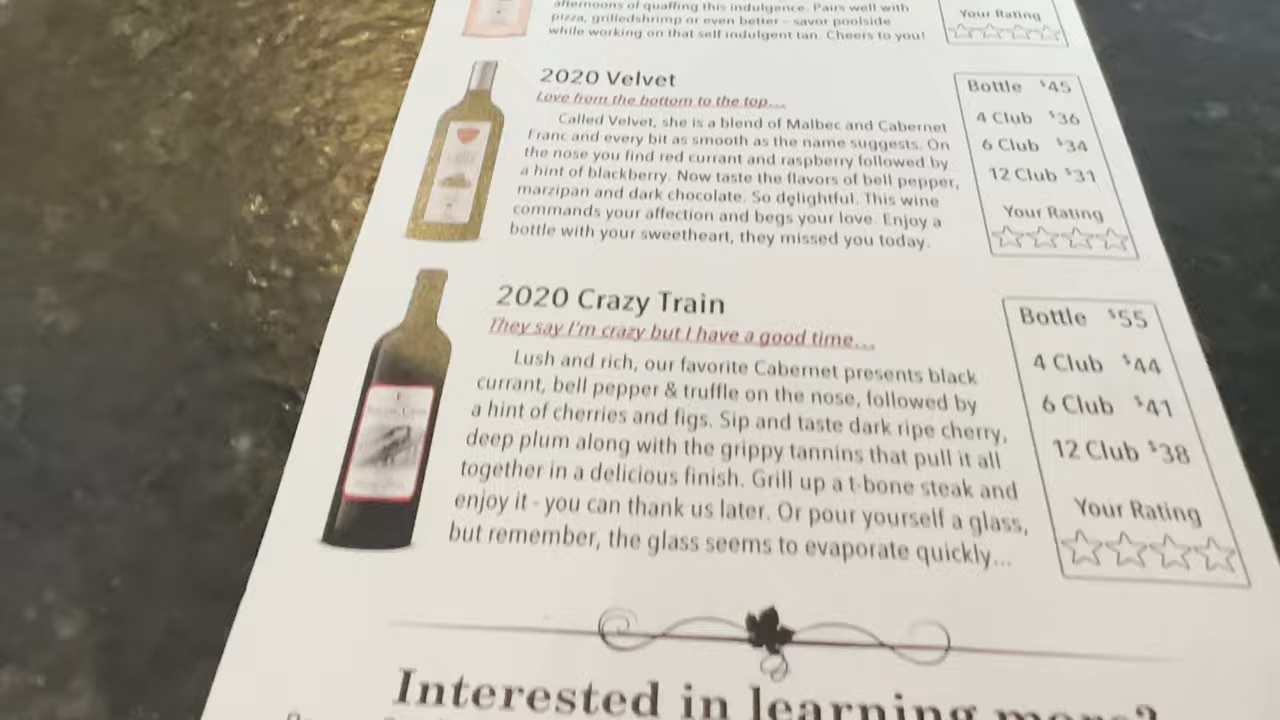 afternoons of quaffing this indulgence. Pairs well with
pizza, grilledshrimp or even better - savor poolside
while working on that self indulgent tan. Cheers to you!
Your Rating
2020 Velvet
Love from the bottom to the top...
Called Velvet, she is a blend of Malbec and Cabernet
Franc and every bit as smooth as the name suggests. On
the nose you find red currant and raspberry followed by
a hint of blackberry. Now taste the flavors of bell pepper,
marzipan and dark chocolate. So delightful. This wine
commands your affection and begs your love. Enjoy a
bottle with your sweetheart, they missed you today.
Bottle $45
4 Club $36
6 Club $34
12 Club $31
Your Rating
2020 Crazy Train
They say I'm crazy but I have a good time...
Lush and rich, our favorite Cabernet presents black
currant, bell pepper & truffle on the nose, followed by
a hint of cherries and figs. Sip and taste dark ripe cherry,
deep plum along with the grippy tannins that pull it all
together in a delicious finish. Grill up a t-bone steak and
enjoy it - you can thank us later. Or pour yourself a glass,
but remember, the glass seems to evaporate quickly...
Bottle $55
4 Club $44
6 Club $41
12 Club $38
Your Rating
Interested in learning more?